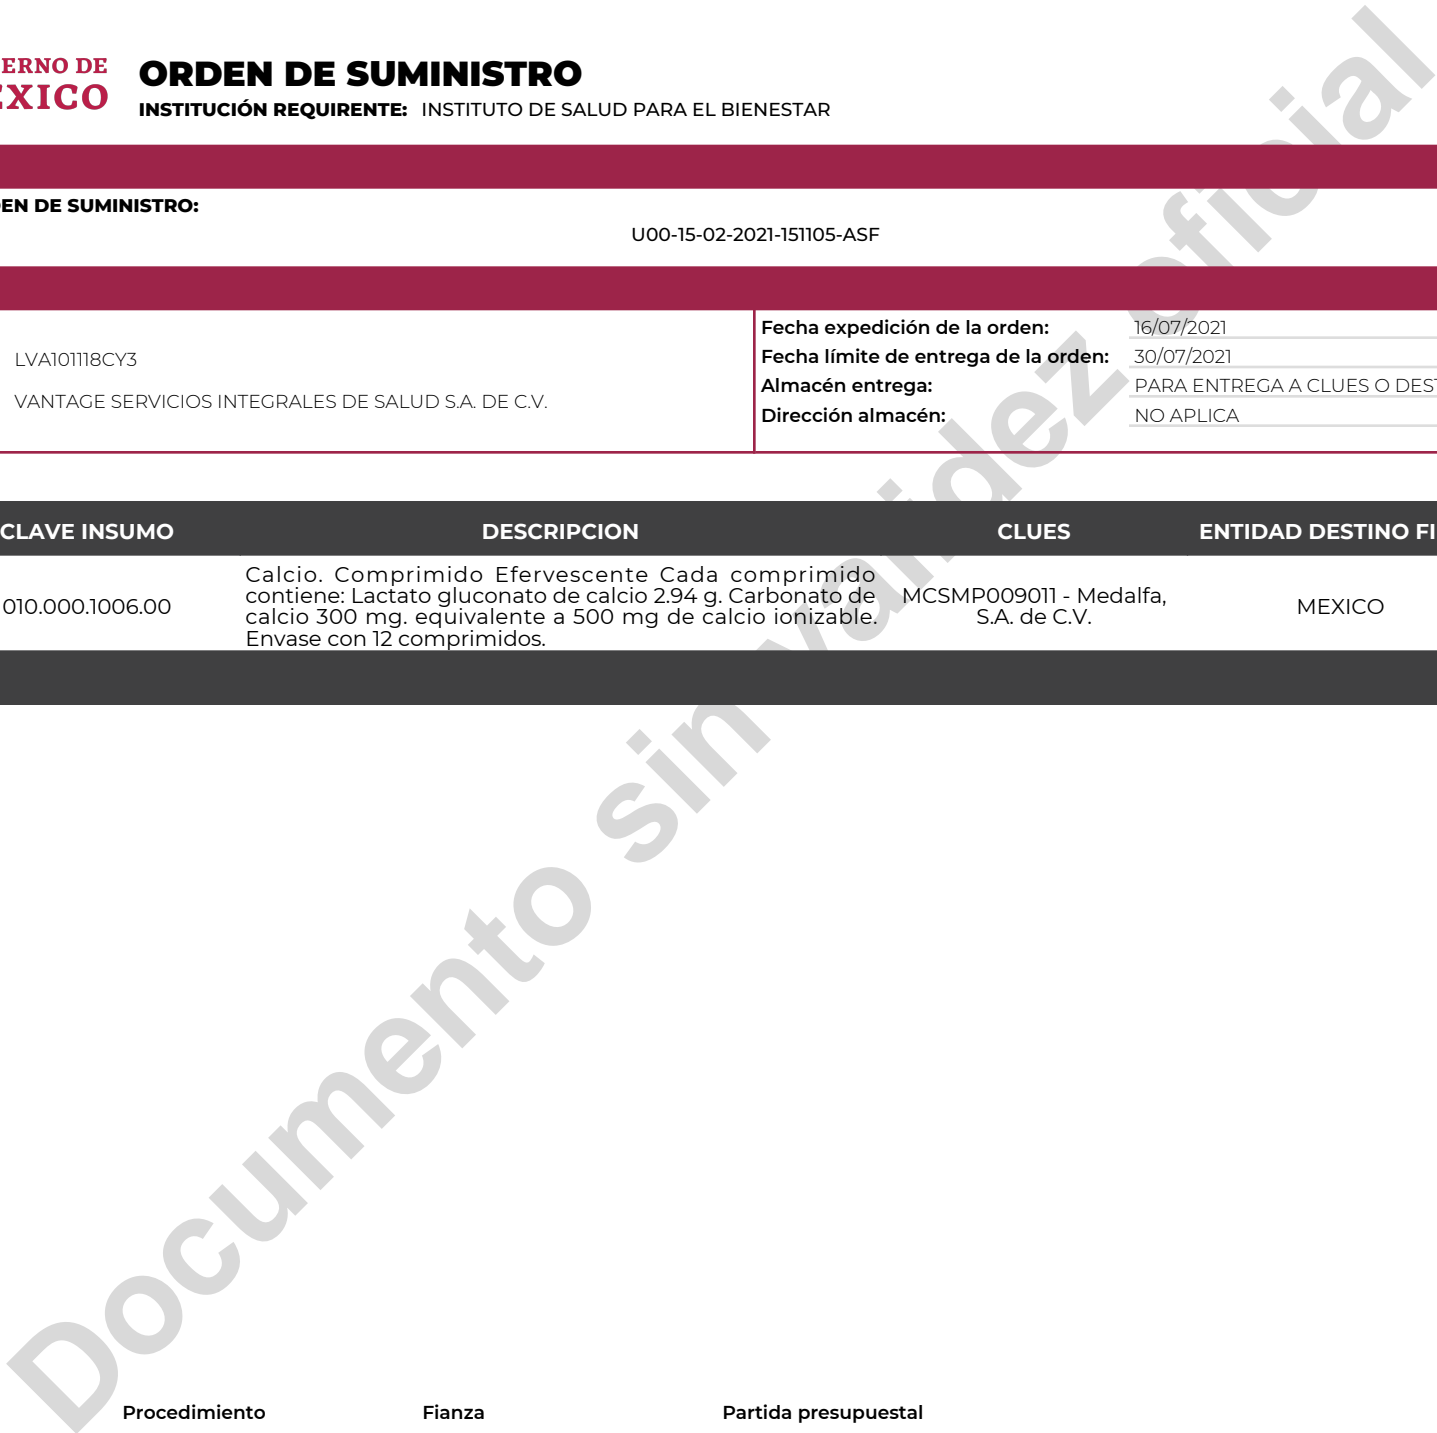 ERNO DE
EXICO
ORDEN DE SUMINISTRO
INSTITUCIÓN REQUIRENTE: INSTITUTO DE SALUD PARA EL BIENESTAR
EN DE SUMINISTRO:
U00-15-02-2021-151105-ASF
LVA101118CY3
VANTAGE SERVICIOS INTEGRALES DE SALUD S.A. DE C.V.
Fecha expedición de la orden: 16/07/2021
Fecha límite de entrega de la orden: 30/07/2021
Almacén entrega: PARA ENTREGA A CLUES O DEST
Dirección almacén: NO APLICA
CLAVE INSUMO DESCRIPCION CLUES ENTIDAD DESTINO FI
010.000.1006.00
Calcio. Comprimido Efervescente Cada comprimido
contiene: Lactato gluconato de calcio 2.94 g. Carbonato de
calcio 300 mg. equivalente a 500 mg de calcio ionizable.
Envase con 12 comprimidos.
MCSMP009011 - Medalfa,
S.A. de C.V.
MEXICO
Documento sin validez oficial
Procedimiento Fianza Partida presupuestal